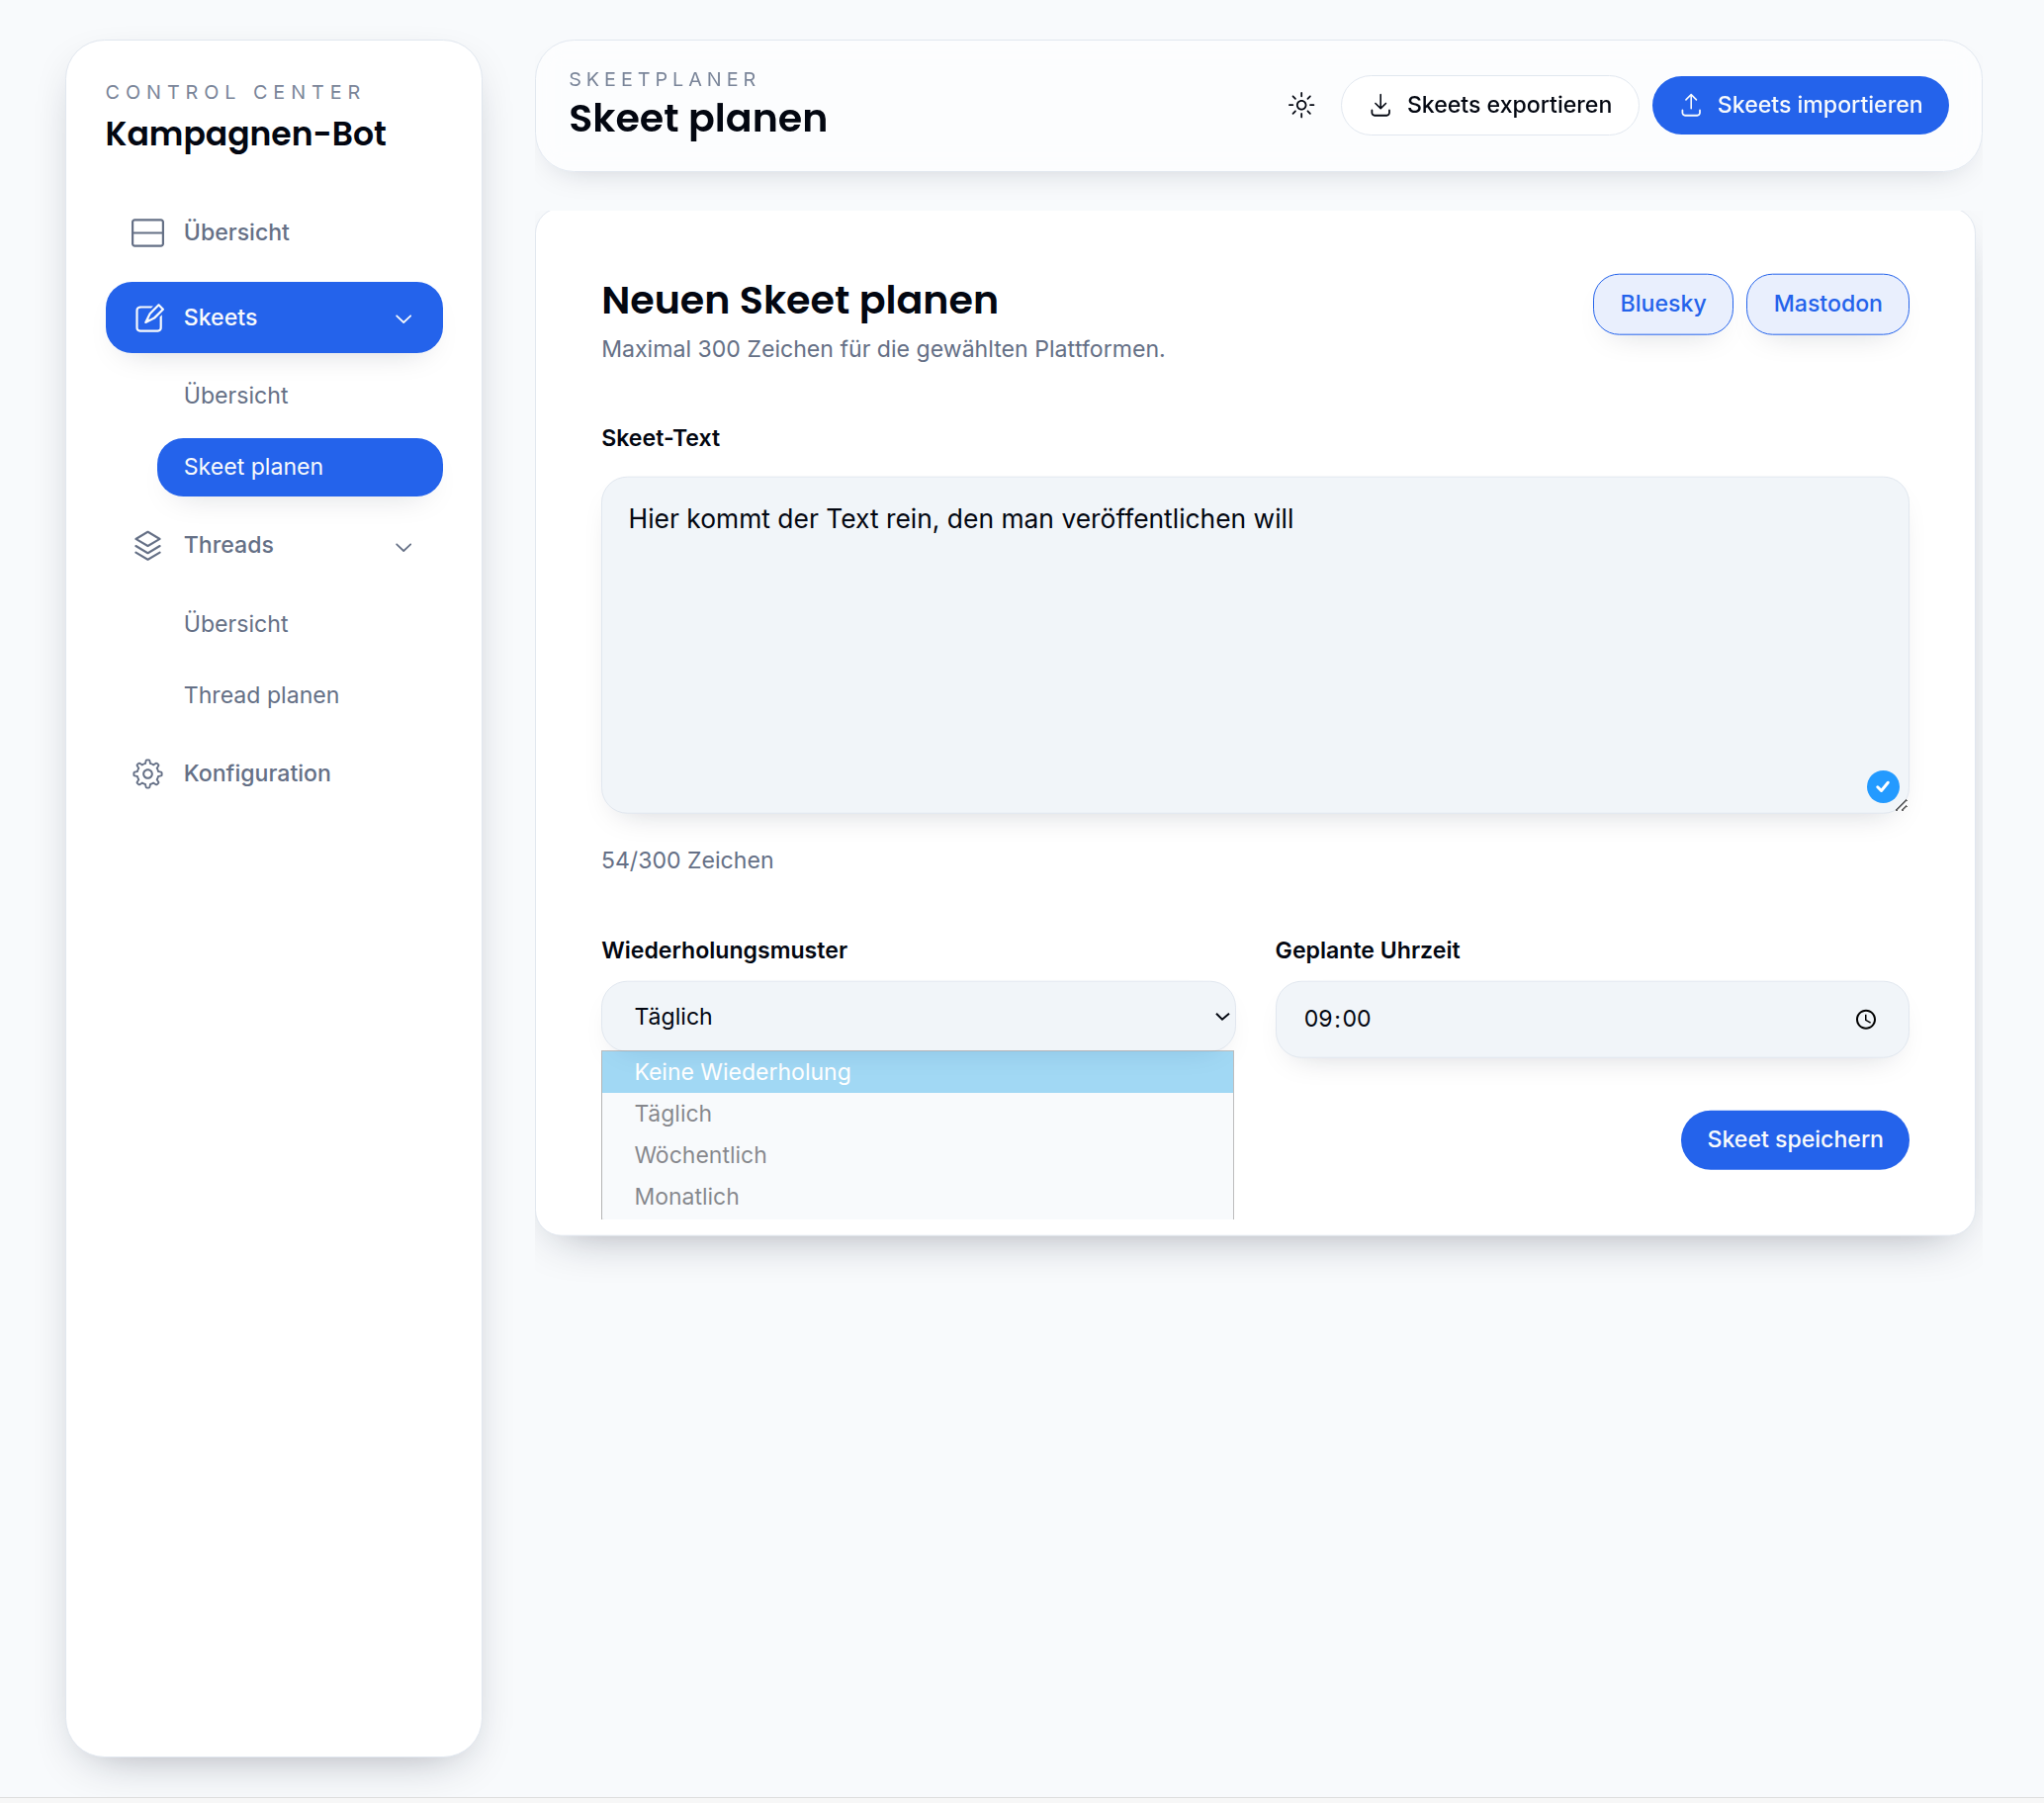 CONTROL CENTER
Kampagnen-Bot
Übersicht
Skeets
Übersicht
Skeet planen
Threads
Übersicht
Thread planen
Konfiguration
SKEETPLANER
Skeet planen
Skeets exportieren
Skeets importieren
Neuen Skeet planen
Bluesky
Mastodon
Maximal 300 Zeichen für die gewählten Plattformen.
Skeet-Text
Hier kommt der Text rein, den man veröffentlichen will
54/300 Zeichen
Wiederholungsmuster
Täglich
Keine Wiederholung
Täglich
Wöchentlich
Monatlich
Geplante Uhrzeit
09:00
Skeet speichern